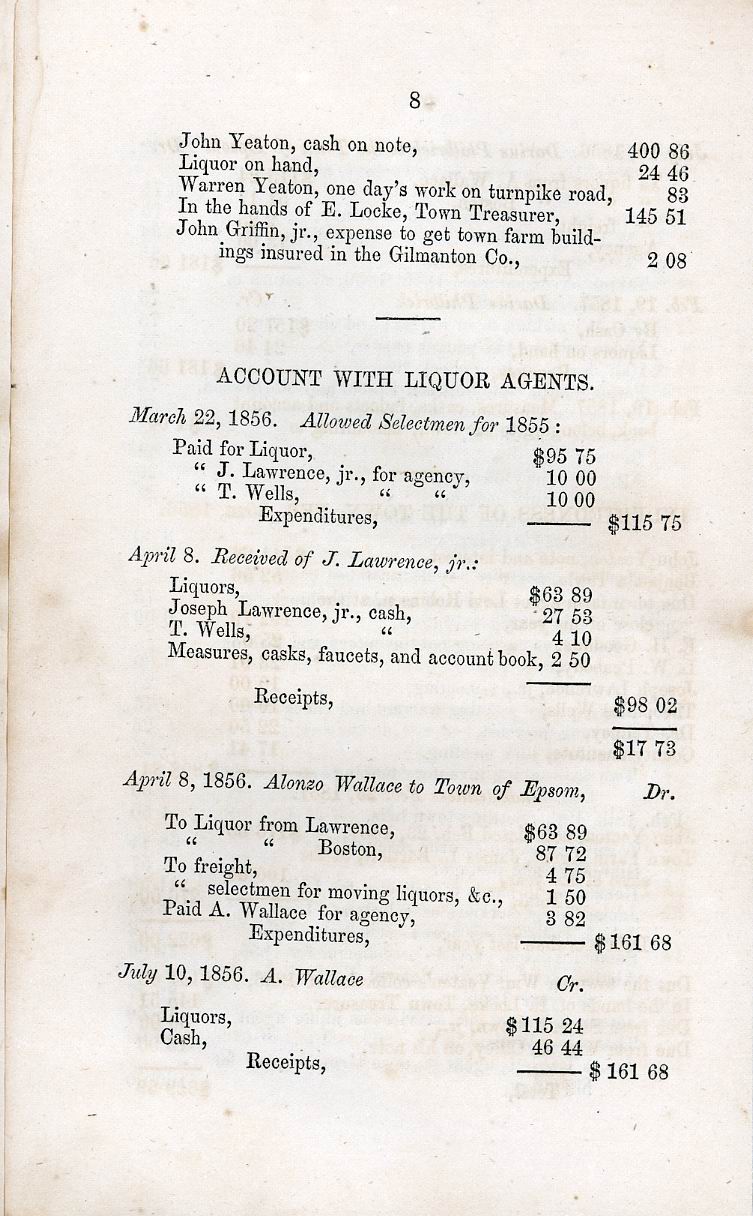 8
John Yeaton, cash on note, 400 86
Liquor on hand, 24 46
Warren Yeaton, one day's work on turnpike road, 83
In the hands of E. Locke, Town Treasurer, 145 51
John Griffin, jr., expense to get town farm build-
ings insured in the Gilmanton Co., 2 08
ACCOUNT WITH LIQUOR AGENTS.
March 22, 1856. Allowed Selectmen for 1855:
Paid for Liquor, $95 75
“ J. Lawrence, jr., for agency, 10 00
“ T. Wells, “ “ 10 00
Expenditures, $115 75
April 8. Received of J. Lawrence, jr.:
Liquors, $63 89
Joseph Lawrence, jr., cash, 27 53
T. Wells, “ 4 10
Measures, casks, faucets, and account book, 2 50
Receipts, $98 02
$17 73
April 8, 1856. Alonzo Wallace to Town of Epsom, Dr.
To Liquor from Lawrence, $63 89
“ “ Boston, 87 72
To freight, 4 75
“ selectmen for moving liquors, &c., 1 50
Paid A. Wallace for agency, 3 82
Expenditures, $161 68
July 10, 1856. A. Wallace Cr.
Liquors, $115 24
Cash, 46 44
Receipts, $161 68